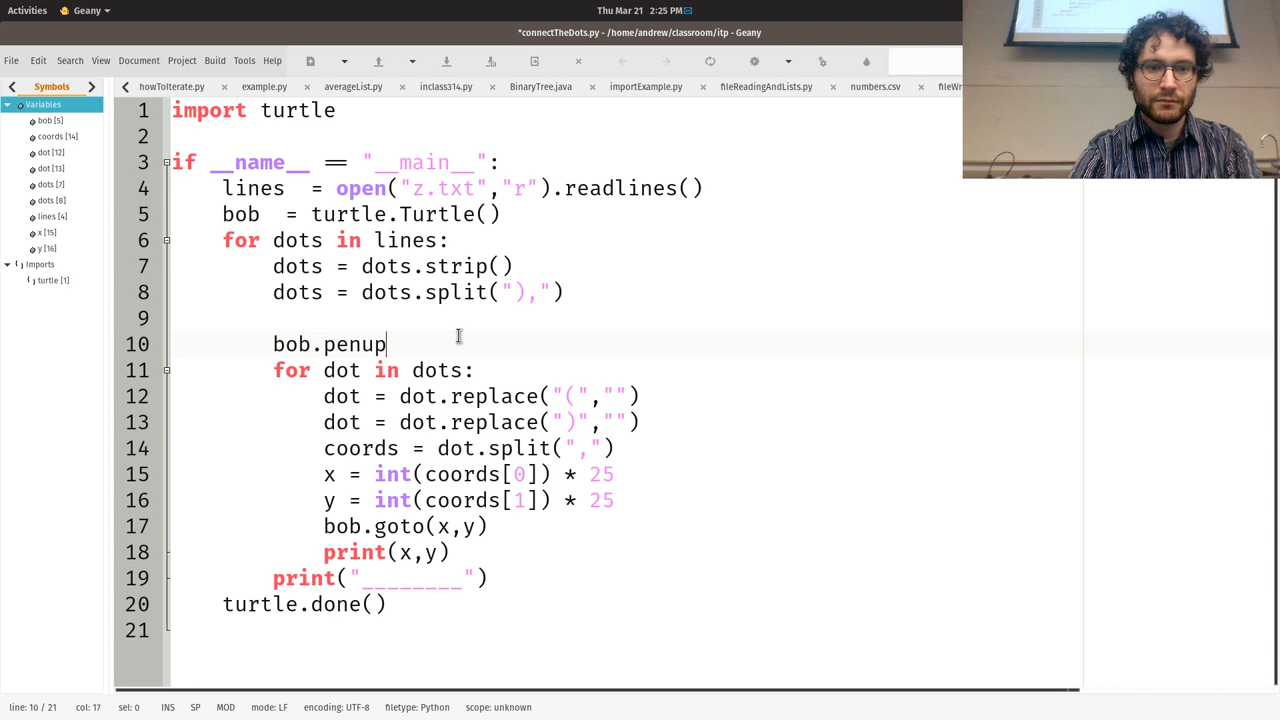 Activities
Geany
Thu Mar 21 2:25 PM
*connectTheDots.py - /home/andrew/classroom/itp - Geany
File Edit Search View Document Project Build Tools Help
Symbols
howToIterate.py example.py averageList.py inclass314.py BinaryTree.java importExample.py fileReadingAndLists.py numbers.csv fileWr
Variables
bob [5]
coords [14]
dot [12]
dot [13]
dots [7]
dots [8]
lines [4]
x [15]
y [16]
Imports
turtle [1]
1 import turtle
2
3 if __name__ == "__main__":
4 lines  = open("z.txt","r").readlines()
5 bob  = turtle.Turtle()
6 for dots in lines:
7 dots = dots.strip()
8 dots = dots.split("),")
9
10 bob.penup
11 for dot in dots:
12 dot = dot.replace("(","")
13 dot = dot.replace(")","")
14 coords = dot.split(",")
15 x = int(coords[0]) * 25
16 y = int(coords[1]) * 25
17 bob.goto(x,y)
18 print(x,y)
19 print("________")
20 turtle.done()
21
line: 10 / 21 col: 17 sel: 0 INS SP MOD mode: LF encoding: UTF-8 filetype: Python scope: unknown